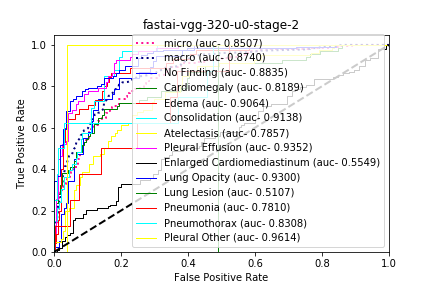 fastai-vgg-320-u0-stage-2
True Positive Rate
1.0
0.8
0.6
0.4
0.2
0.0
micro (auc- 0.8507)
macro (auc- 0.8740)
No Finding (auc- 0.8835)
Cardiomegaly (auc- 0.8189)
Edema (auc- 0.9064)
Consolidation (auc- 0.9138)
Atelectasis (auc- 0.7857)
Pleural Effusion (auc- 0.9352)
Enlarged Cardiomediastinum (auc- 0.5549)
Lung Opacity (auc- 0.9300)
Lung Lesion (auc- 0.5107)
Pneumonia (auc- 0.7810)
Pneumothorax (auc- 0.8308)
Pleural Other (auc- 0.9614)
0.0 0.2 0.4 0.6 0.8 1.0
False Positive Rate